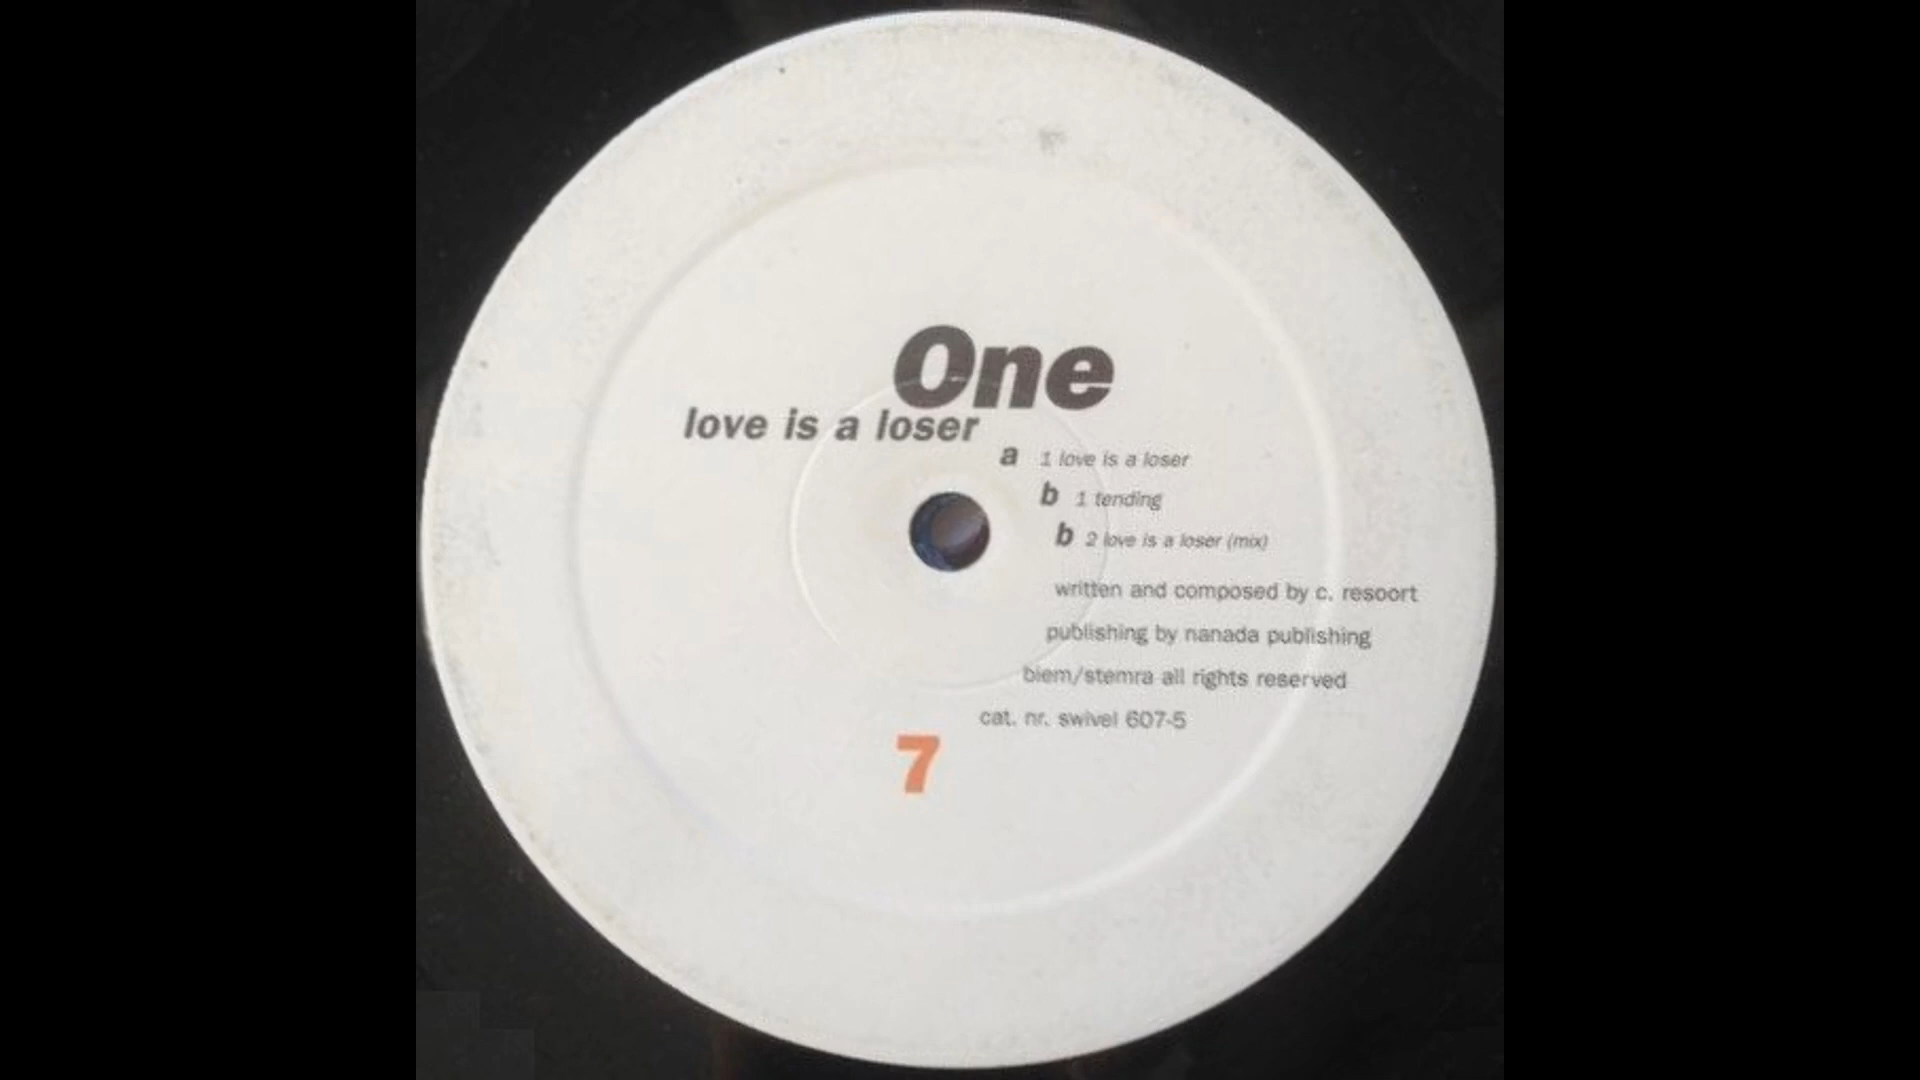 One
love is a loser
a 1 love is a loser
b 1 tending
b 2 love is a loser (mix)
written and composed by c. resoort
publishing by nanada publishing
biem/stemra all rights reserved
cat. nr. swivel 607-5
7